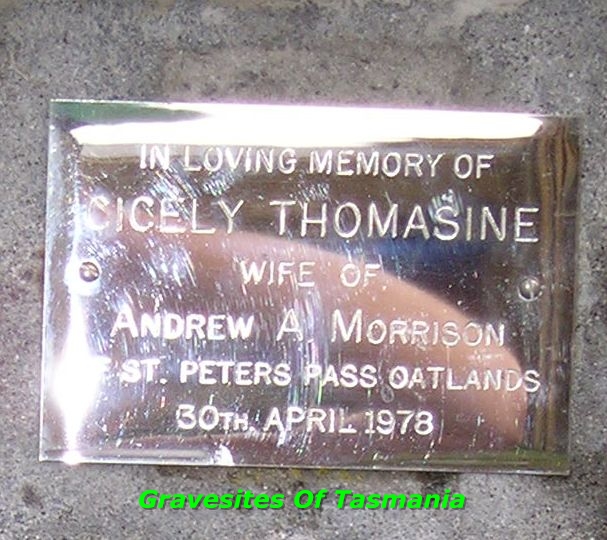 IN LOVING MEMORY OF
CICELY THOMASINE
WIFE OF
ANDREW A MORRISON
OF ST. PETERS PASS OATLANDS
30TH. APRIL 1978
Gravesites Of Tasmania